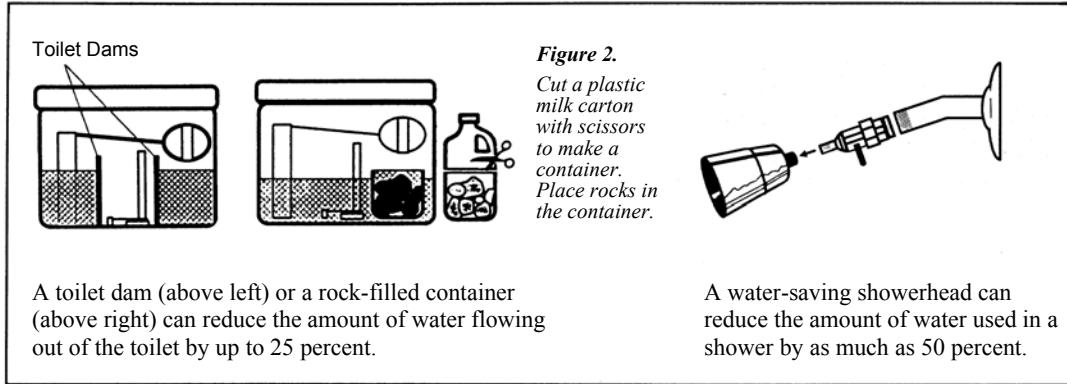 Toilet Dams
Figure 2.
Cut a plastic
milk carton
with scissors
to make a
container.
Place rocks in
the container.
A toilet dam (above left) or a rock-filled container
(above right) can reduce the amount of water flowing
out of the toilet by up to 25 percent.
A water-saving showerhead can
reduce the amount of water used in a
shower by as much as 50 percent.